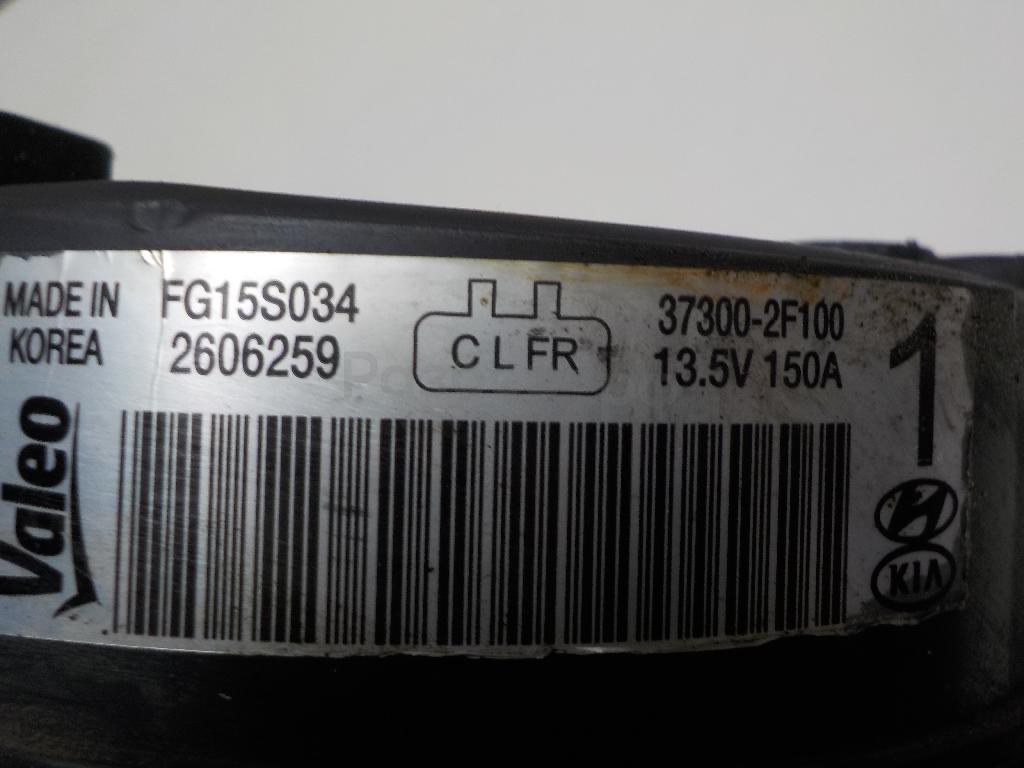 MADE IN
KOREA
FG15S034
2606259
C L FR
37300-2F100
13.5V 150A
1
Valeo
KIA